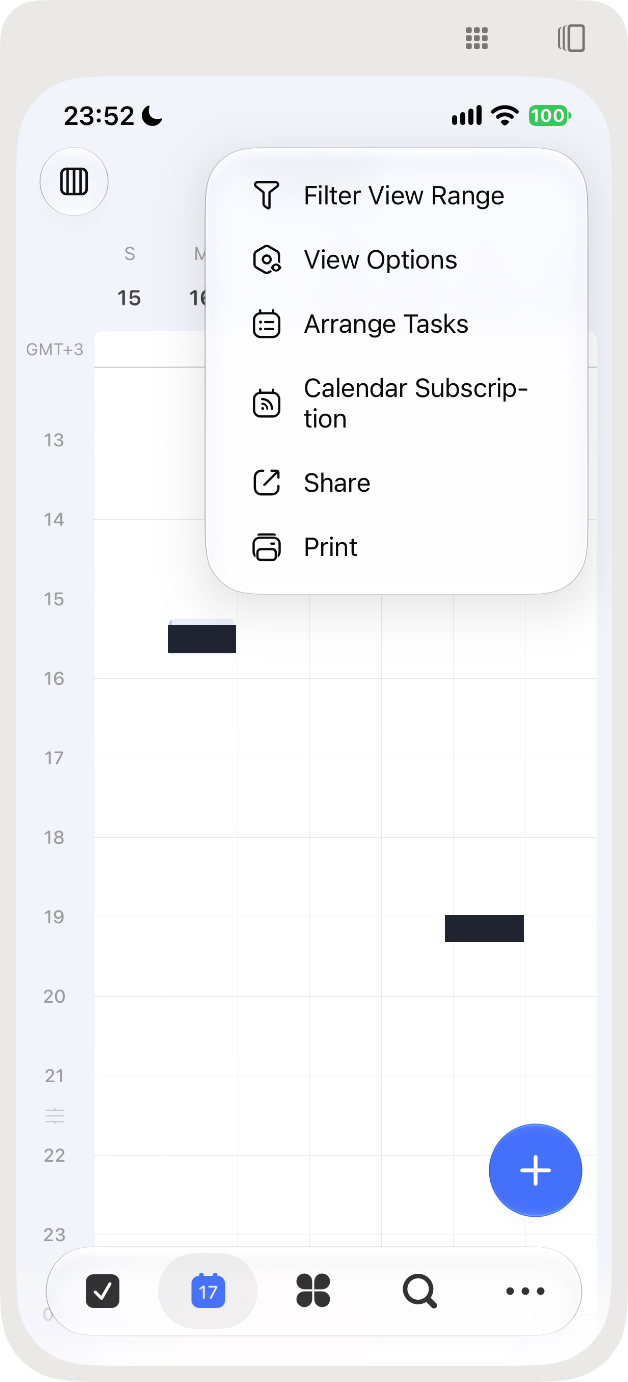 23:52
100
Filter View Range
View Options
Arrange Tasks
Calendar Subscrip-
tion
Share
Print
S
M
15
16
GMT+3
13
14
15
16
17
18
19
20
21
22
23
0
17